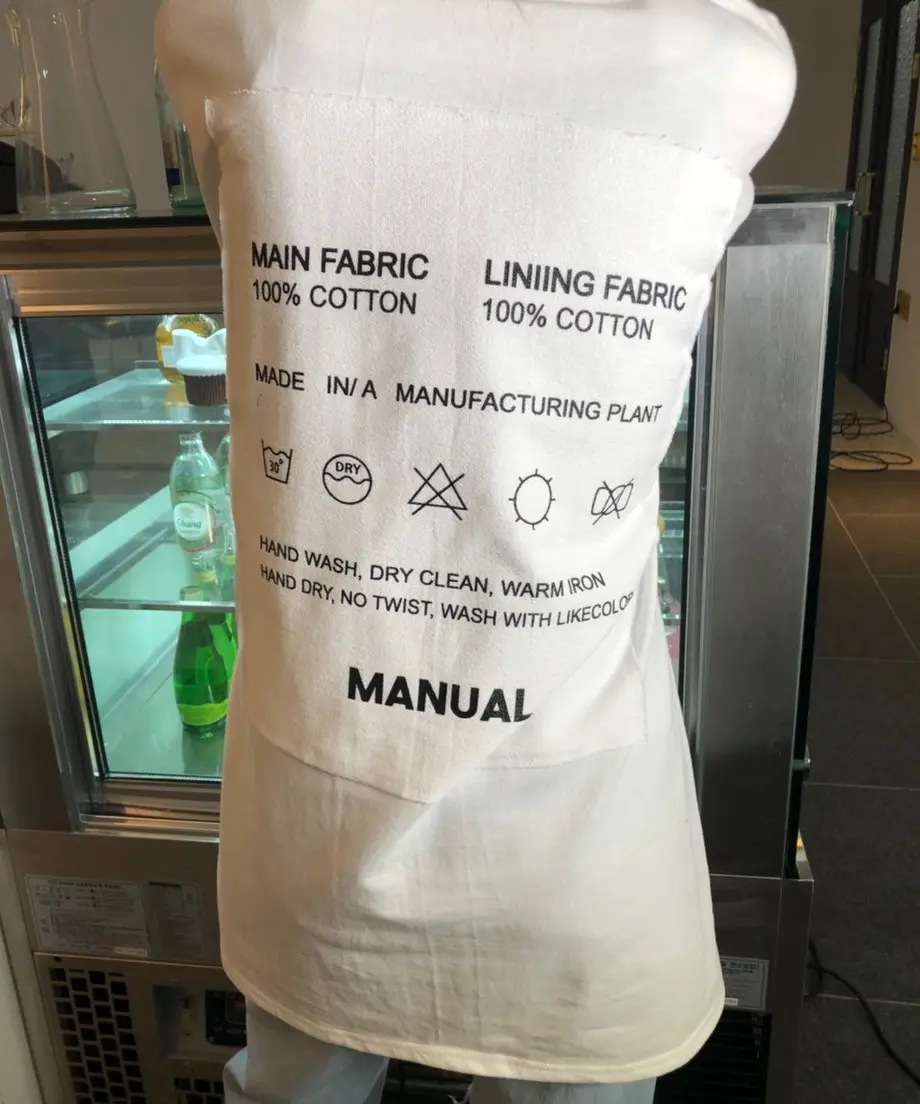 MAIN FABRIC
100% COTTON
LINIING FABRIC
100% COTTON
MADE IN/A MANUFACTURING PLANT
30°
DRY
HAND WASH, DRY CLEAN, WARM IRON
HAND DRY, NO TWIST, WASH WITH LIKECOLOR
MANUAL
Chang